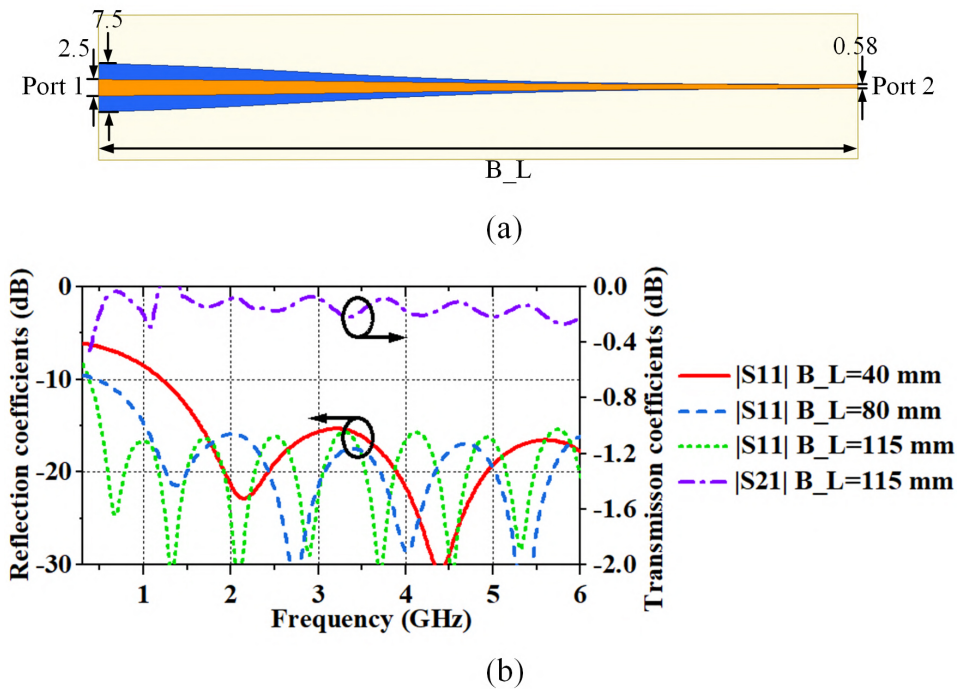 7.5
2.5
0.58
Port 1
Port 2
B_L
(a)
Reflection coefficients (dB)
0
-10
-20
-30
0.0
-0.4
-0.8
-1.2
-1.6
-2.0
Transmisson coefficients (dB)
1 2 3 4 5 6
Frequency (GHz)
|S11| B_L=40 mm
|S11| B_L=80 mm
|S11| B_L=115 mm
|S21| B_L=115 mm
(b)